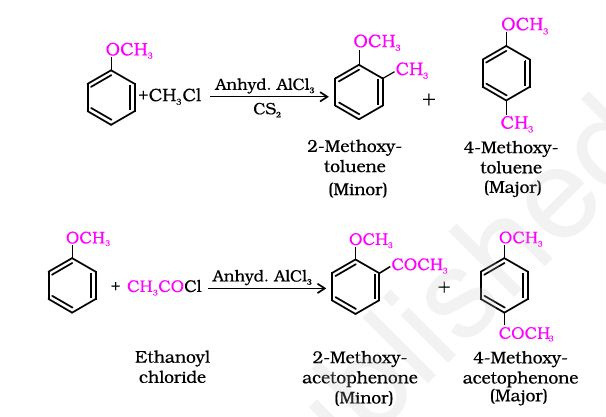 OCH₃
+CH₃Cl
Anhyd. AlCl₃
CS₂
OCH₃
CH₃
+
OCH₃
CH₃
2-Methoxy-
toluene
(Minor)
4-Methoxy-
toluene
(Major)
OCH₃
+ CH₃COCl
Anhyd. AlCl₃
OCH₃
COCH₃
+
OCH₃
COCH₃
Ethanoyl
chloride
2-Methoxy-
acetophenone
(Minor)
4-Methoxy-
acetophenone
(Major)
blished